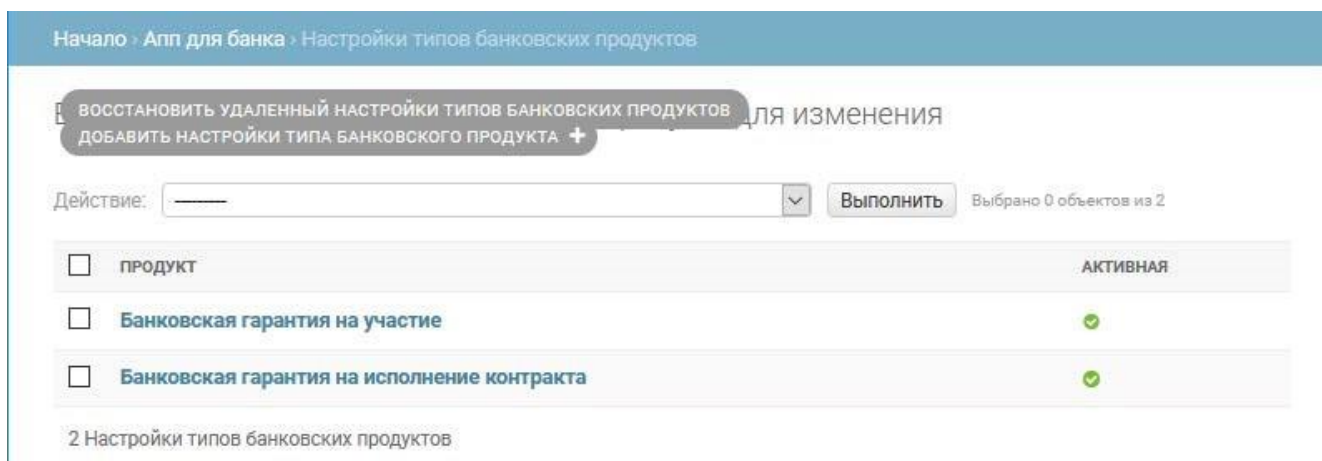 Начало › Апп для банка › Настройки типов банковских продуктов
ВОССТАНОВИТЬ УДАЛЕННЫЙ НАСТРОЙКИ ТИПОВ БАНКОВСКИХ ПРОДУКТОВ
для изменения
ДОБАВИТЬ НАСТРОЙКИ ТИПА БАНКОВСКОГО ПРОДУКТА +
Действие: --------- Выполнить Выбрано 0 объектов из 2
ПРОДУКТ АКТИВНАЯ
Банковская гарантия на участие
Банковская гарантия на исполнение контракта
2 Настройки типов банковских продуктов